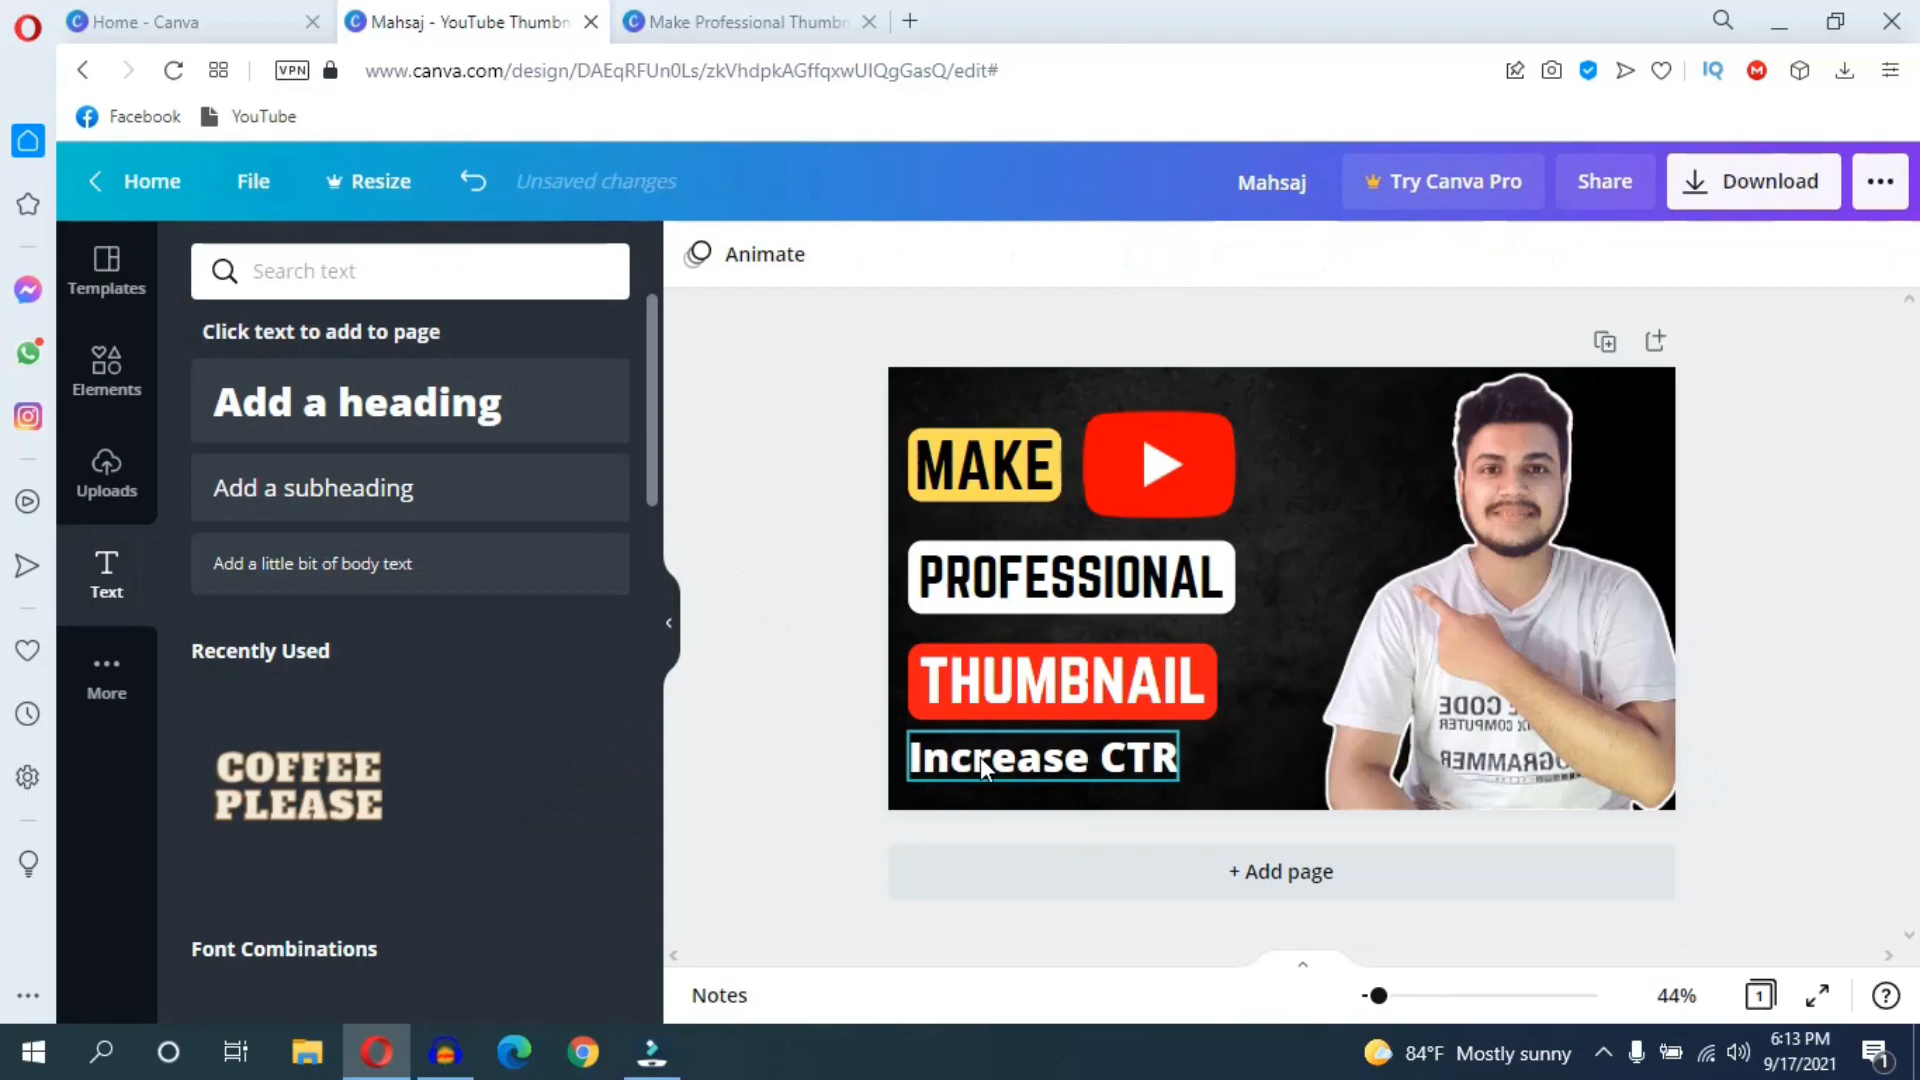 Home - Canva
Mahsaj - YouTube Thumbn
Make Professional Thumbn
VPN
www.canva.com/design/DAEqRFUn0Ls/zkVhdpkAGffqxwUIQgGasQ/edit#
IQ
M
Facebook
YouTube
Home
File
Resize
Unsaved changes
Mahsaj
Try Canva Pro
Share
Download
Templates
Elements
Uploads
Text
More
Search text
Click text to add to page
Add a heading
Add a subheading
Add a little bit of body text
Recently Used
COFFEE
PLEASE
Font Combinations
Animate
MAKE
PROFESSIONAL
THUMBNAIL
Increase CTR
+ Add page
Notes
44%
1
84°F Mostly sunny
6:13 PM
9/17/2021
1